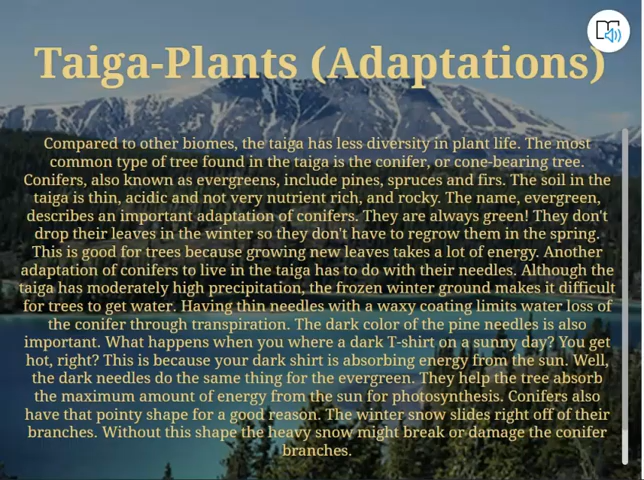 Taiga-Plants (Adaptations)
Compared to other biomes, the taiga has less diversity in plant life. The most
common type of tree found in the taiga is the conifer, or cone-bearing tree.
Conifers, also known as evergreens, include pines, spruces and firs. The soil in the
taiga is thin, acidic and not very nutrient rich, and rocky. The name, evergreen,
describes an important adaptation of conifers. They are always green! They don't
drop their leaves in the winter so they don't have to regrow them in the spring.
This is good for trees because growing new leaves takes a lot of energy. Another
adaptation of conifers to live in the taiga has to do with their needles. Although the
taiga has moderately high precipitation, the frozen winter ground makes it difficult
for trees to get water. Having thin needles with a waxy coating limits water loss of
the conifer through transpiration. The dark color of the pine needles is also
important. What happens when you where a dark T-shirt on a sunny day? You get
hot, right? This is because your dark shirt is absorbing energy from the sun. Well,
the dark needles do the same thing for the evergreen. They help the tree absorb
the maximum amount of energy from the sun for photosynthesis. Conifers also
have that pointy shape for a good reason. The winter snow slides right off of their
branches. Without this shape the heavy snow might break or damage the conifer
branches.